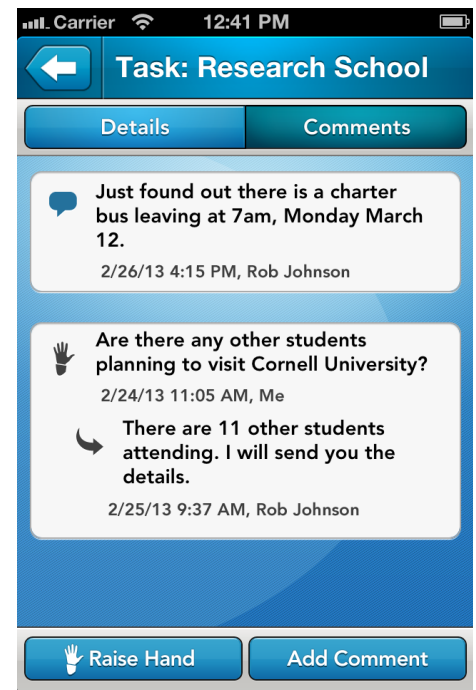 Carrier 12:41 PM
Task: Research School
Details Comments
Just found out there is a charter
bus leaving at 7am, Monday March
12.
2/26/13 4:15 PM, Rob Johnson
Are there any other students
planning to visit Cornell University?
2/24/13 11:05 AM, Me
There are 11 other students
attending. I will send you the
details.
2/25/13 9:37 AM, Rob Johnson
Raise Hand Add Comment